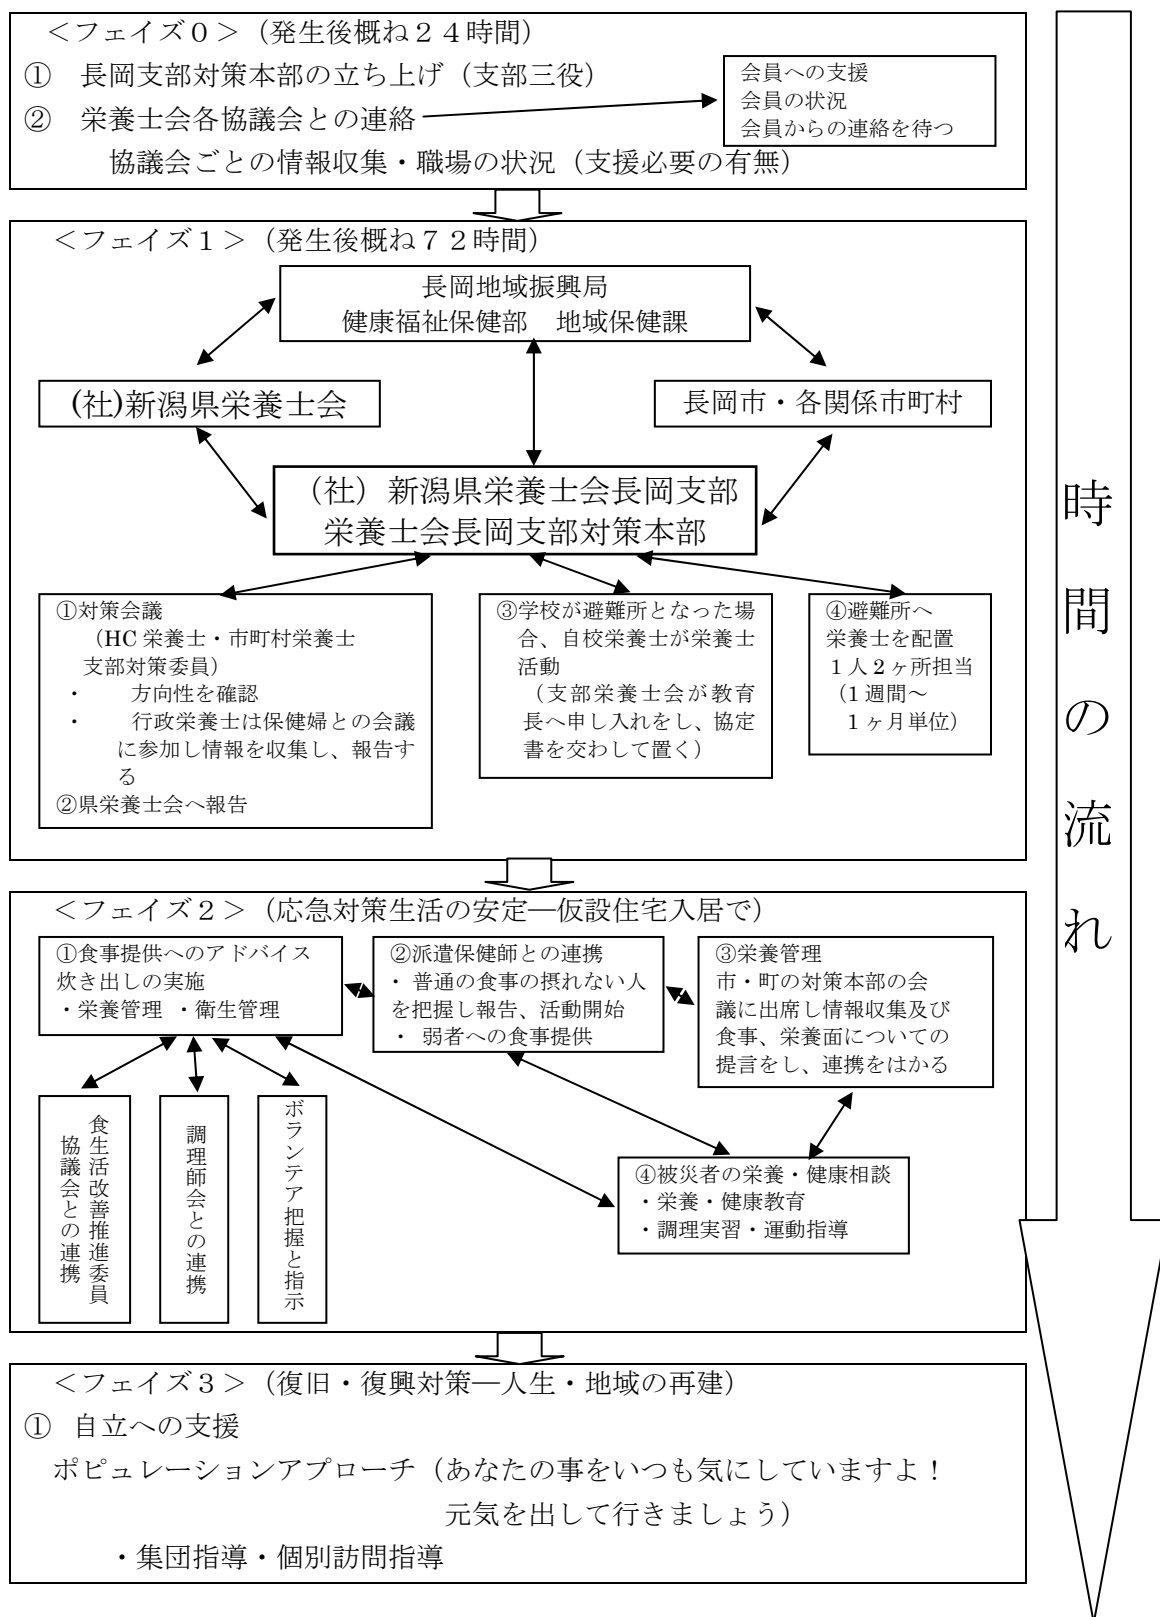 ＜フェイズ０＞（発生後概ね２４時間）
①　長岡支部対策本部の立ち上げ（支部三役）
②　栄養士会各協議会との連絡
協議会ごとの情報収集・職場の状況（支援必要の有無）
会員への支援
会員の状況
会員からの連絡を待つ
＜フェイズ１＞（発生後概ね７２時間）
長岡地域振興局
健康福祉保健部　地域保健課
(社)新潟県栄養士会
長岡市・各関係市町村
（社）新潟県栄養士会長岡支部
栄養士会長岡支部対策本部
①対策会議
（HC 栄養士・市町村栄養士
支部対策委員）
・　方向性を確認
・　行政栄養士は保健婦との会議
に参加し情報を収集し、報告す
る
②県栄養士会へ報告
③学校が避難所となった場
合、自校栄養士が栄養士
活動
（支部栄養士会が教育
長へ申し入れをし、協定
書を交わして置く）
④避難所へ
栄養士を配置
１人２ヶ所担当
（１週間～
１ヶ月単位）
＜フェイズ２＞（応急対策生活の安定―仮設住宅入居で）
①食事提供へのアドバイス
炊き出しの実施
・栄養管理 ・衛生管理
②派遣保健師との連携
・ 普通の食事の摂れない人
を把握し報告、活動開始
・ 弱者への食事提供
③栄養管理
市・町の対策本部の会
議に出席し情報収集及び
食事、栄養面についての
提言をし、連携をはかる
食生活改善推進委員
協議会との連携
調理師会との連携
ボランテア把握と指示
④被災者の栄養・健康相談
・栄養・健康教育
・調理実習・運動指導
＜フェイズ３＞（復旧・復興対策―人生・地域の再建）
①　自立への支援
ポピュレーションアプローチ（あなたの事をいつも気にしていますよ！
元気を出して行きましょう）
・集団指導・個別訪問指導
時間の流れ